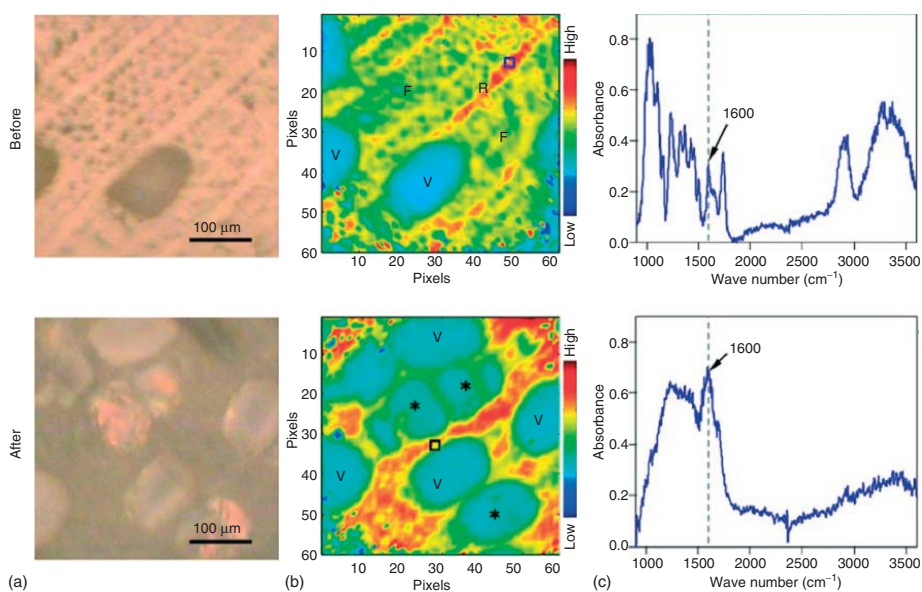 Before
100 μm
Pixels
10
20
30
40
50
60
F
R
F
V
V
10 20 30 40 50 60
Pixels
High
Low
Absorbance
0.8
0.6
0.4
0.2
0.0
1600
1000 1500 2000 2500 3000 3500
Wave number (cm⁻¹)
After
100 μm
Pixels
10
20
30
40
50
60
V
*
*
V
V
V
*
10 20 30 40 50 60
Pixels
High
Low
Absorbance
0.8
0.6
0.4
0.2
0.0
1600
1000 1500 2000 2500 3000 3500
Wave number (cm⁻¹)
(a)
(b)
(c)